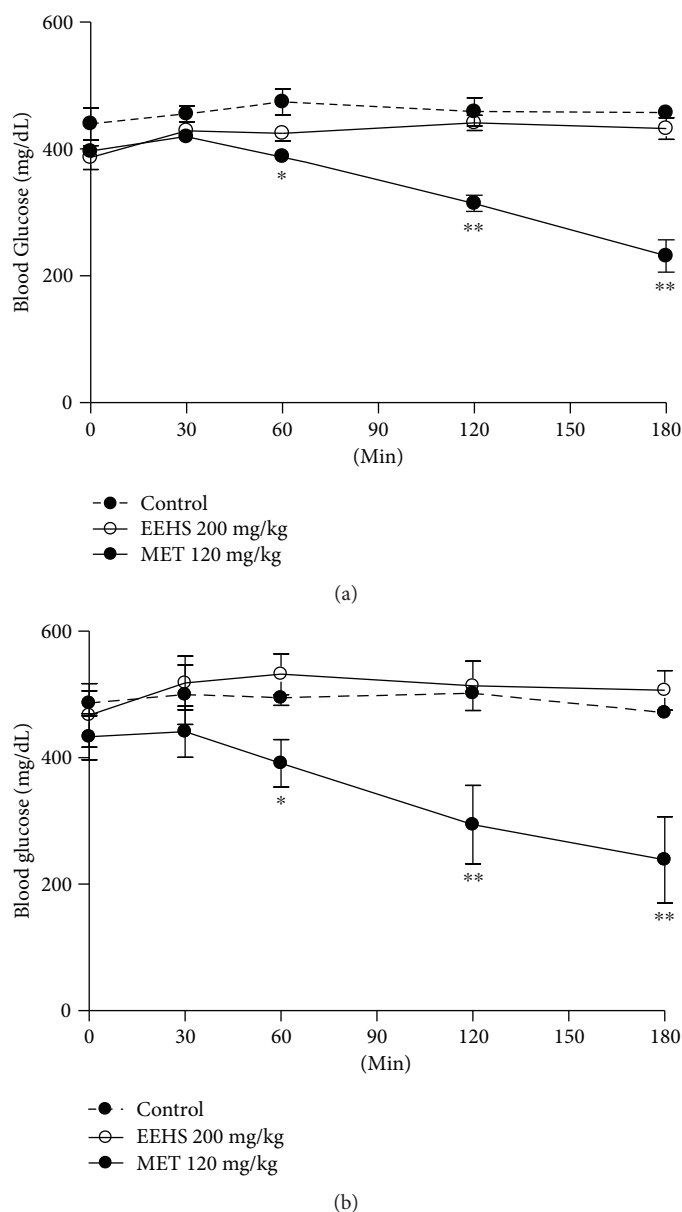 600
400
200
0
Blood Glucose (mg/dL)
*
**
**
0 30 60 90 120 150 180
(Min)
Control
EEHS 200 mg/kg
MET 120 mg/kg
(a)
600
400
200
0
Blood glucose (mg/dL)
*
**
**
0 30 60 90 120 150 180
(Min)
Control
EEHS 200 mg/kg
MET 120 mg/kg
(b)